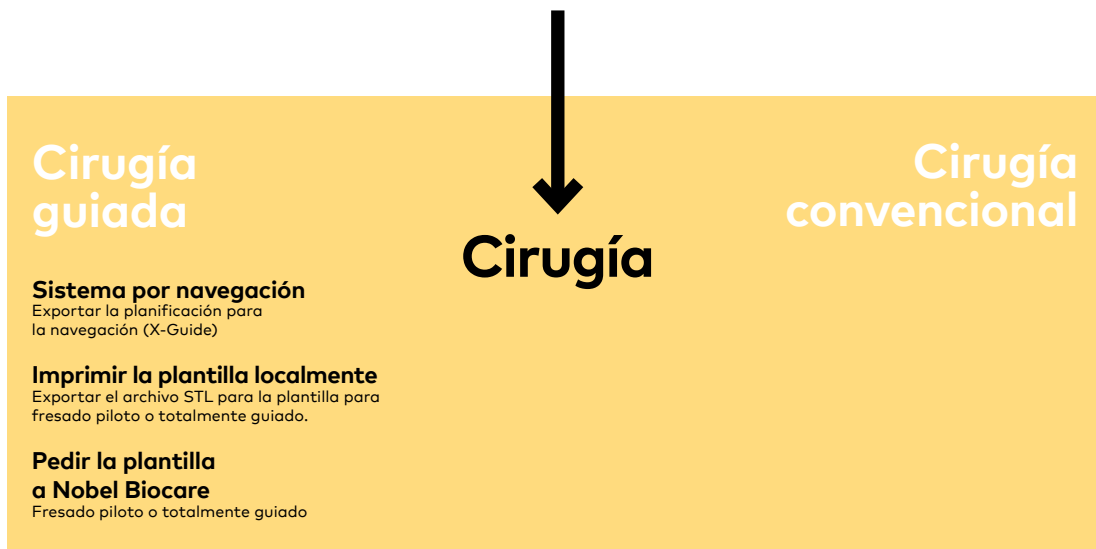 Cirugía
guiada
Sistema por navegación
Exportar la planificación para
la navegación (X-Guide)
Imprimir la plantilla localmente
Exportar el archivo STL para la plantilla para
fresado piloto o totalmente guiado.
Pedir la plantilla
a Nobel Biocare
Fresado piloto o totalmente guiado
Cirugía
Cirugía
convencional